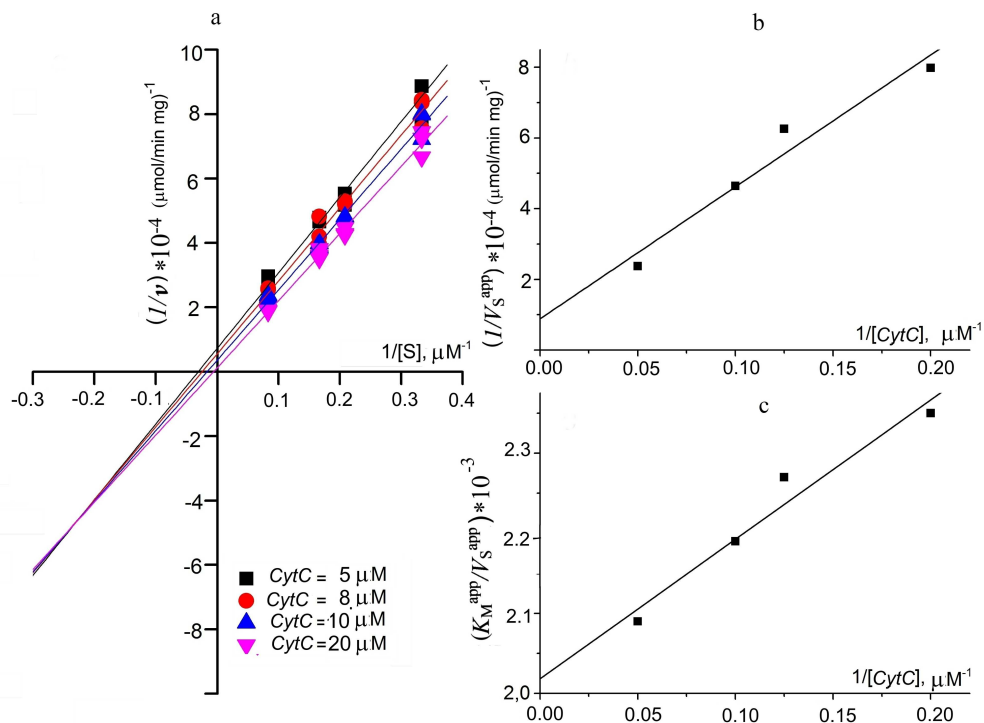 a
10
8
6
4
2
-2
-4
-6
-8
(1/ν) *10⁻⁴ (μmol/min mg)⁻¹
1/[S], μM⁻¹
-0.3 -0.2 -0.1 0.1 0.2 0.3 0.4
CytC = 5 μM
CytC = 8 μM
CytC =10 μM
CytC =20 μM
b
8
6
4
2
(1/V_S^app) *10⁻⁴ (μmol/min mg)⁻¹
1/[CytC], μM⁻¹
0.00 0.05 0.10 0.15 0.20
c
2.3
2.2
2.1
2,0
(K_M^app/V_S^app) *10⁻³
1/[CytC], μM⁻¹
0.00 0.05 0.10 0.15 0.20